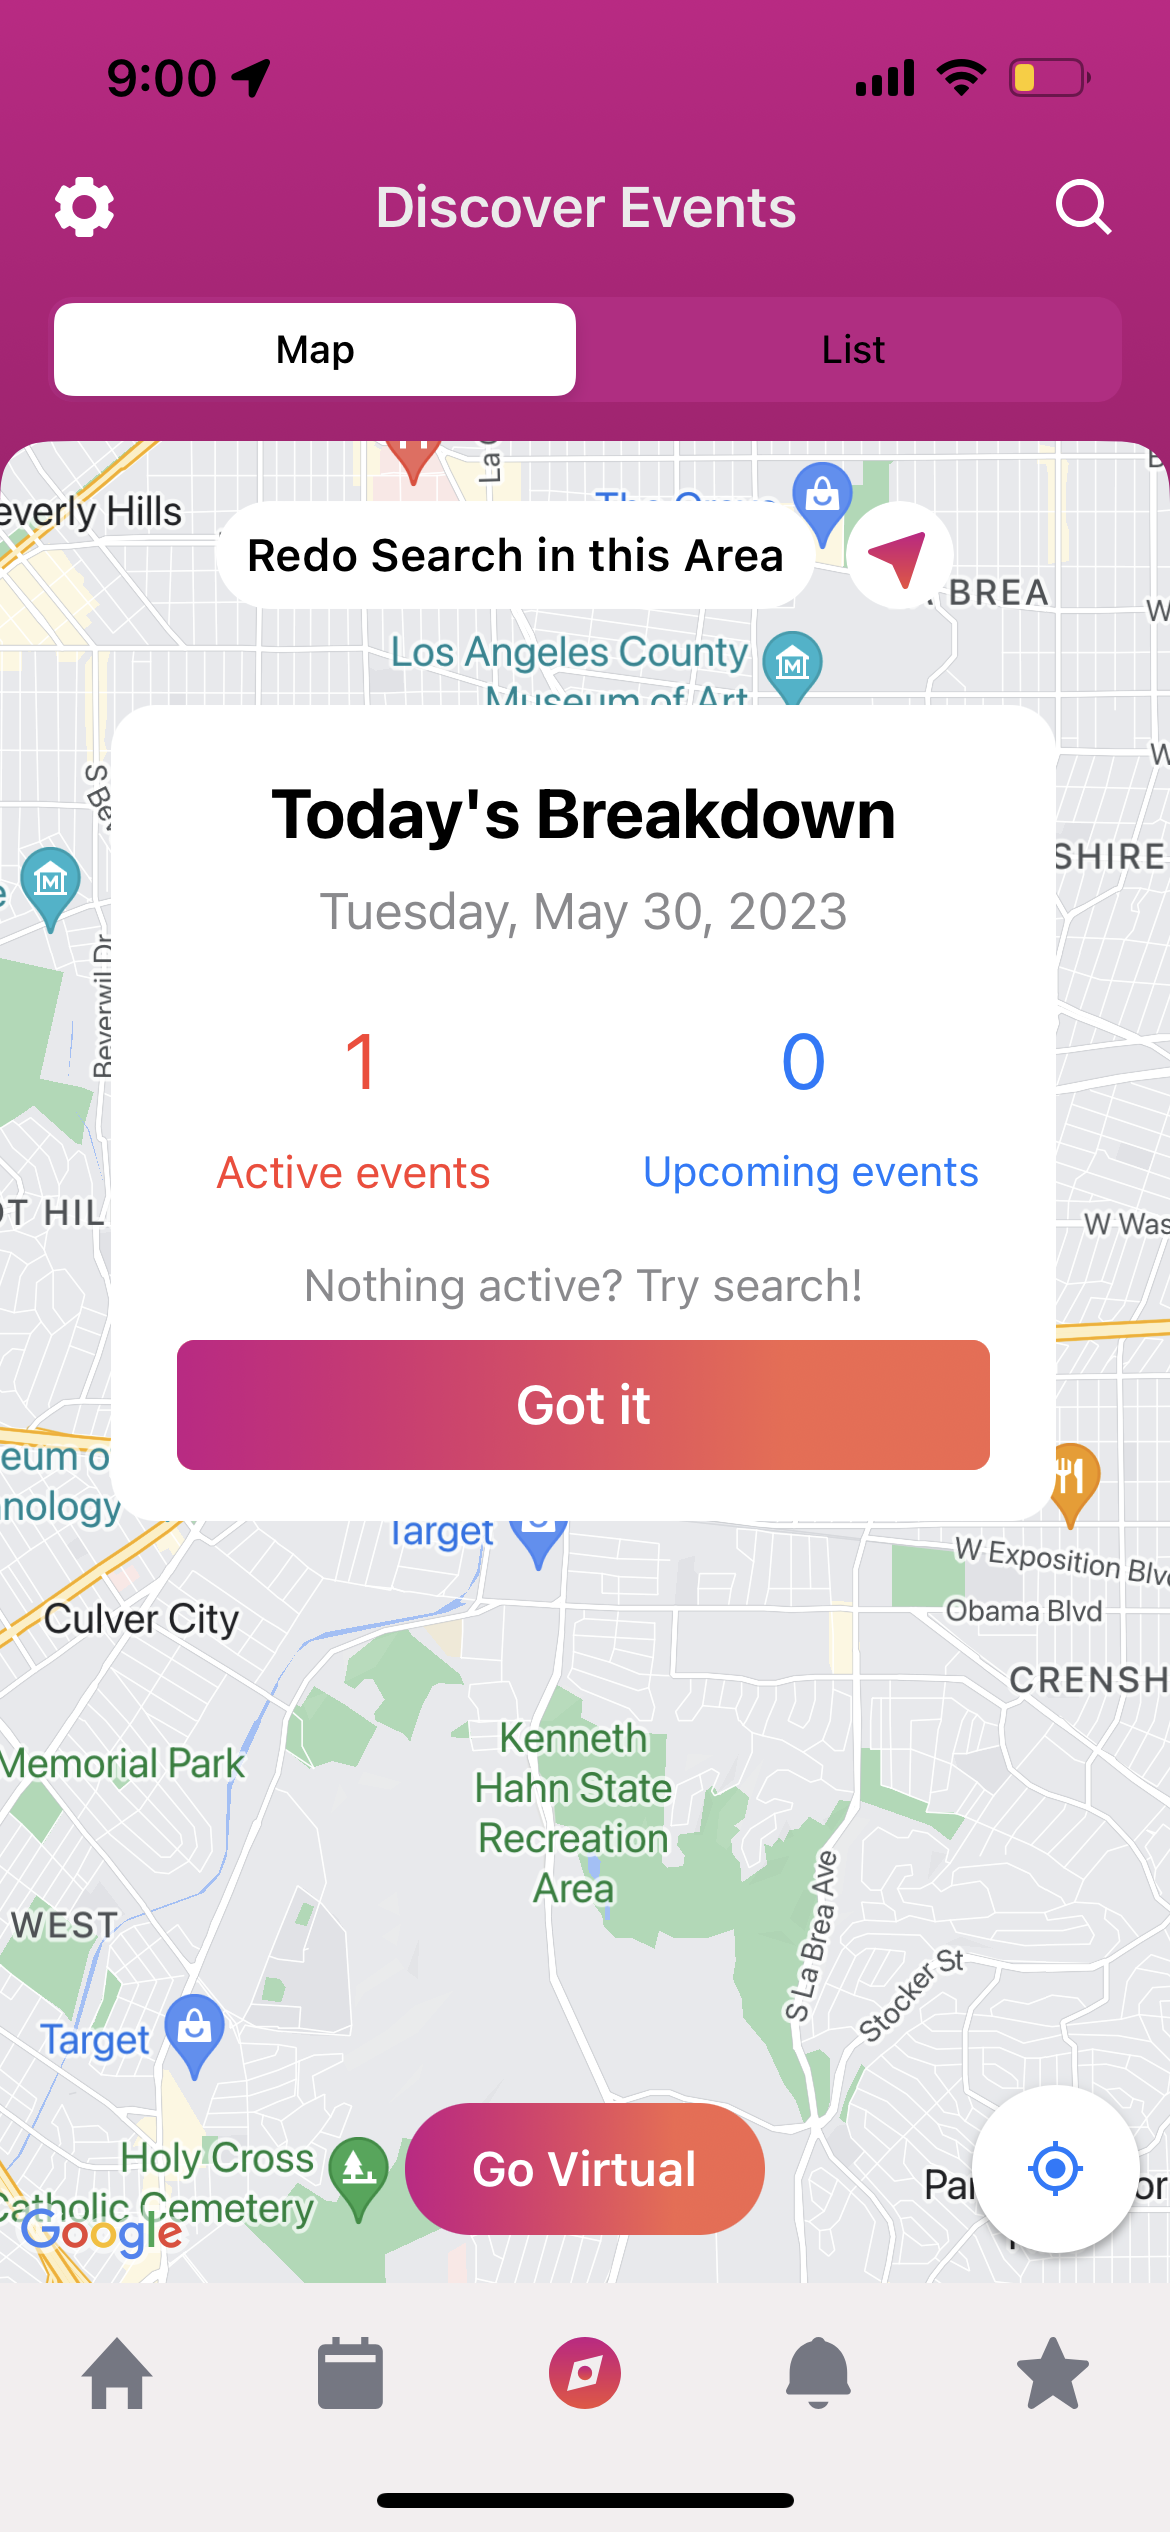 9:00
Discover Events
Map
List
everly Hills
Redo Search in this Area
BREA
Los Angeles County
Museum of Art
Today's Breakdown
Tuesday, May 30, 2023
SHIRE
Beverwil Dr
1
0
Active events
Upcoming events
OT HIL
W Was
Nothing active? Try search!
Got it
eum o
nology
Target
W Exposition Blvd
Culver City
Obama Blvd
CRENSH
Kenneth
Hahn State
Recreation
Area
Memorial Park
WEST
S La Brea Ave
Stocker St
Target
Holy Cross
Catholic Cemetery
Go Virtual
Google